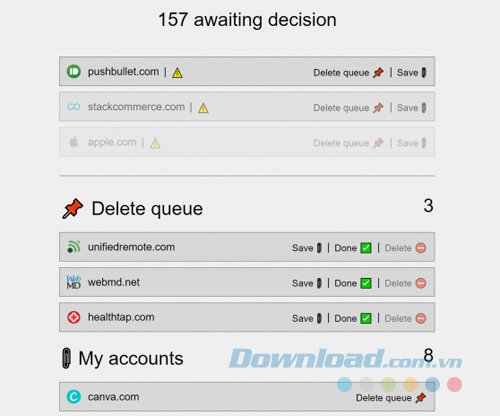 157 awaiting decision
pushbullet.com | Delete queue | Save
stackcommerce.com | Delete queue | Save
apple.com | Delete queue | Save
Delete queue 3
unifiedremote.com Save | Done | Delete
Web MD webmd.net Save | Done | Delete
healthtap.com Save | Done | Delete
My accounts 8
Download.com.vn
C canva.com Delete queue